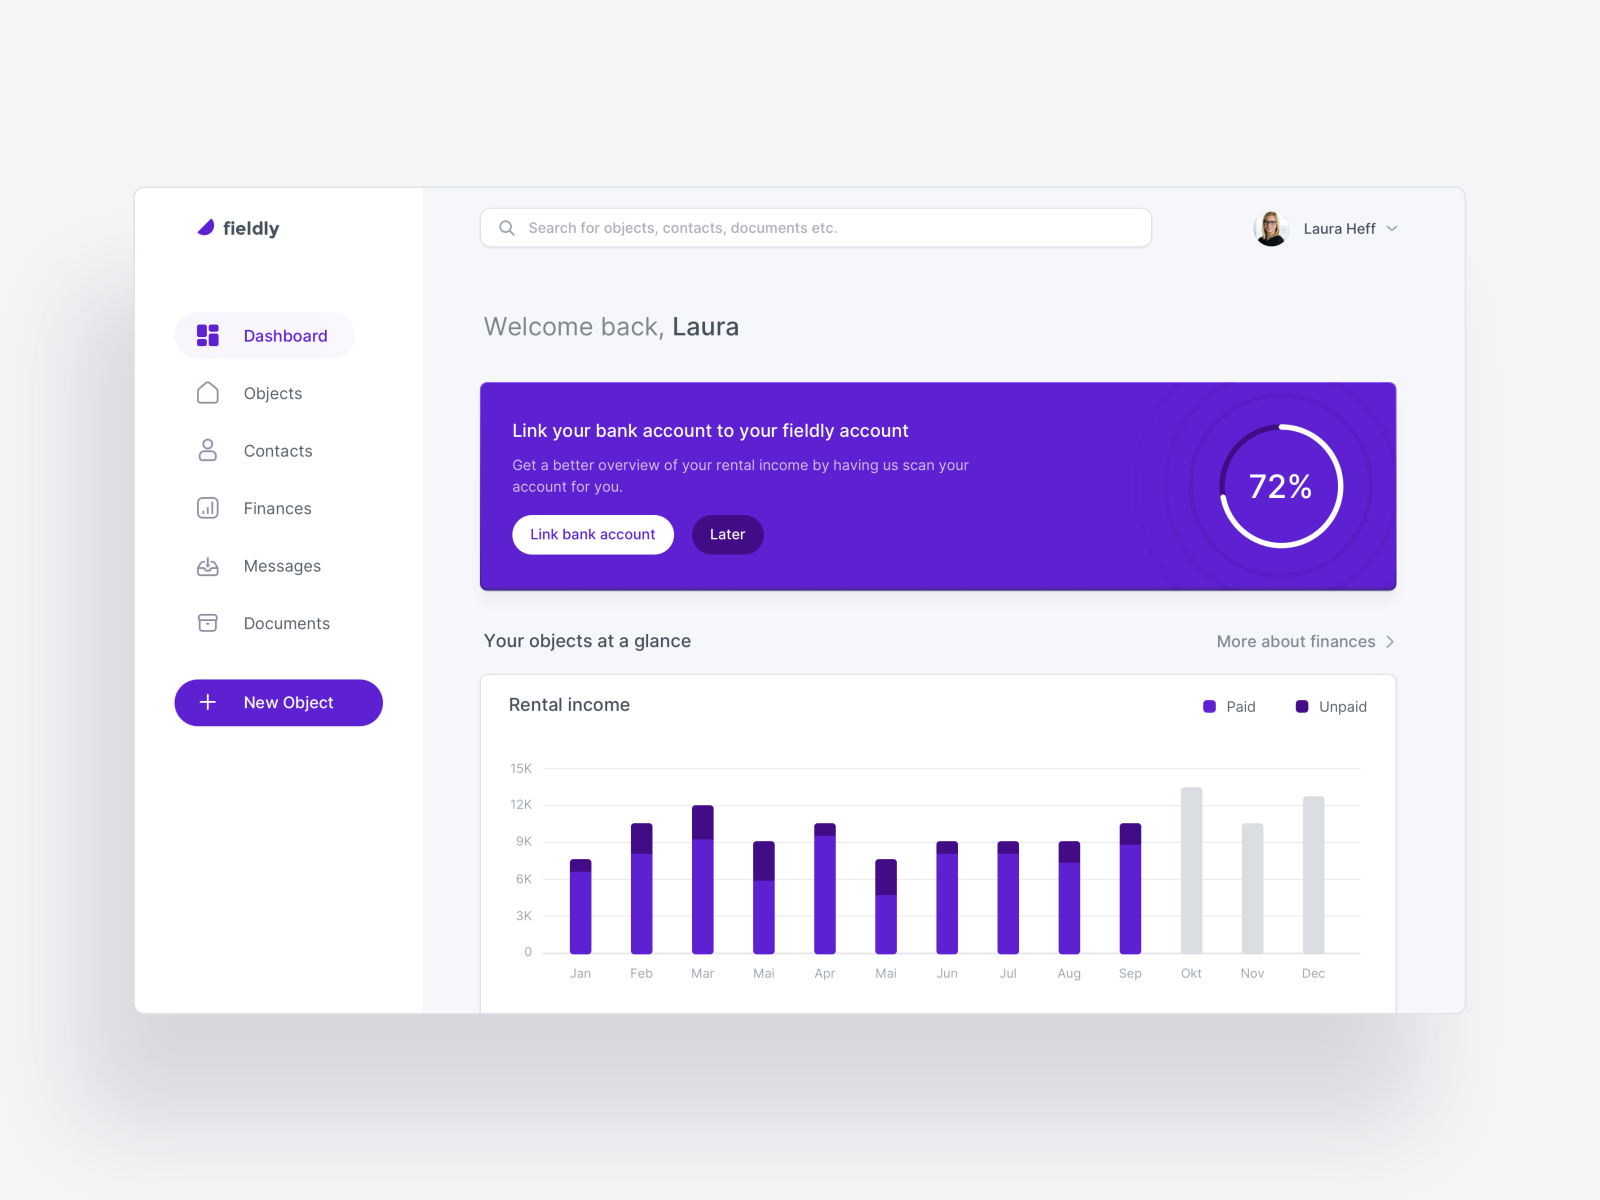 fieldly
Search for objects, contacts, documents etc.
Laura Heff
Dashboard
Objects
Contacts
Finances
Messages
Documents
New Object
Welcome back, Laura
Link your bank account to your fieldly account
Get a better overview of your rental income by having us scan your
account for you.
Link bank account
Later
72%
Your objects at a glance
More about finances
Rental income
Paid
Unpaid
15K
12K
9K
6K
3K
0
Jan Feb Mar Mai Apr Mai Jun Jul Aug Sep Okt Nov Dec